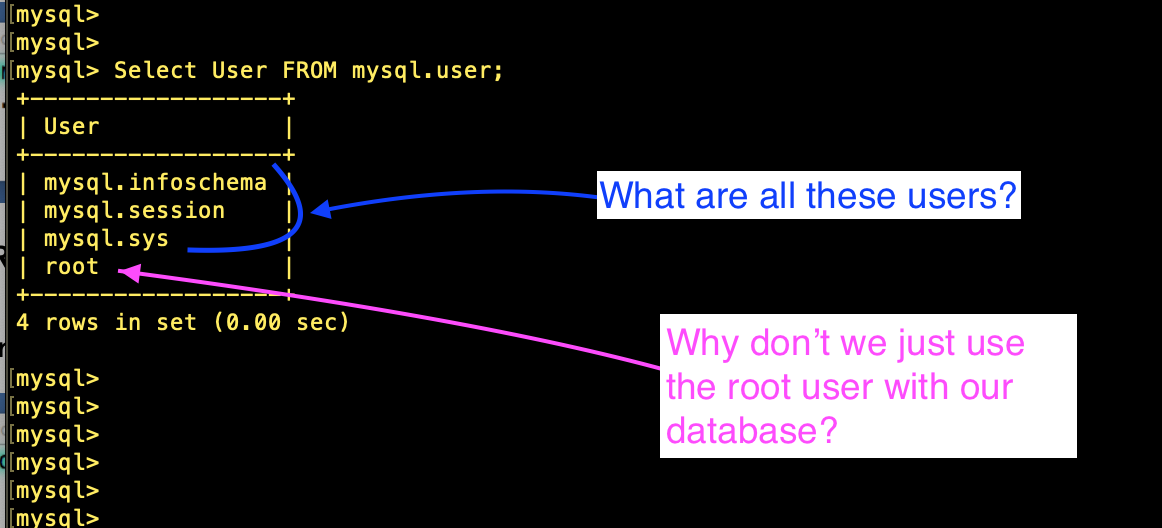 [mysql>
[mysql>
[mysql> Select User FROM mysql.user;
+------------------+
| User             |
+------------------+
| mysql.infoschema |
| mysql.session    |
| mysql.sys        |
| root             |
+------------------+
4 rows in set (0.00 sec)
What are all these users?
Why don’t we just use
the root user with our
database?
[mysql>
[mysql>
[mysql>
[mysql>
[mysql>
[mysql>